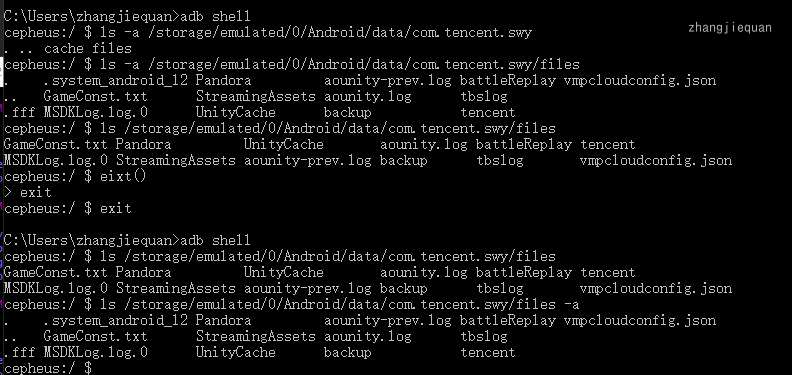 C:\Users\zhangjiequan>adb shell
cepheus:/ $ ls -a /storage/emulated/0/Android/data/com.tencent.swy
zhangjiequan
. .. cache files
cepheus:/ $ ls -a /storage/emulated/0/Android/data/com.tencent.swy/files
. .system_android_l2 Pandora aounity-prev.log battleReplay vmpcloudconfig.json
.. GameConst.txt StreamingAssets aounity.log tbslog
.fff MSDKLog.log.0 UnityCache backup tencent
cepheus:/ $ ls /storage/emulated/0/Android/data/com.tencent.swy/files
GameConst.txt Pandora UnityCache aounity.log battleReplay tencent
MSDKLog.log.0 StreamingAssets aounity-prev.log backup tbslog vmpcloudconfig.json
cepheus:/ $ eixt()
> exit
cepheus:/ $ exit
C:\Users\zhangjiequan>adb shell
cepheus:/ $ ls /storage/emulated/0/Android/data/com.tencent.swy/files
GameConst.txt Pandora UnityCache aounity.log battleReplay tencent
MSDKLog.log.0 StreamingAssets aounity-prev.log backup tbslog vmpcloudconfig.json
cepheus:/ $ ls /storage/emulated/0/Android/data/com.tencent.swy/files -a
. .system_android_l2 Pandora aounity-prev.log battleReplay vmpcloudconfig.json
.. GameConst.txt StreamingAssets aounity.log tbslog
.fff MSDKLog.log.0 UnityCache backup tencent
cepheus:/ $